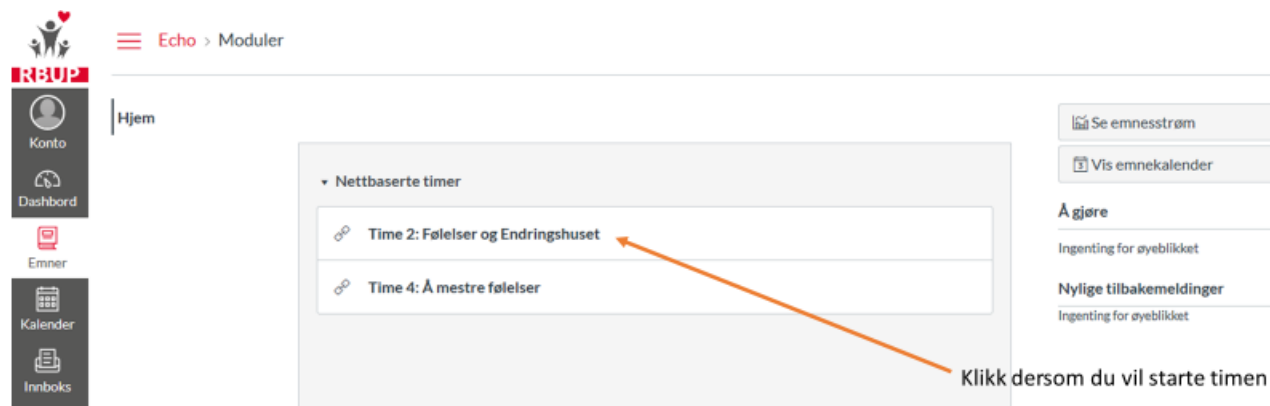 RBUP
Echo > Moduler
Konto
Dashbord
Emner
Kalender
Innboks
Hjem
Nettbaserte timer
Time 2: Følelser og Endringshuset
Time 4: Å mestre følelser
Se emnesstrøm
Vis emnekalender
Å gjøre
Ingenting for øyeblikket
Nylige tilbakemeldinger
Ingenting for øyeblikket
Klikk dersom du vil starte timen